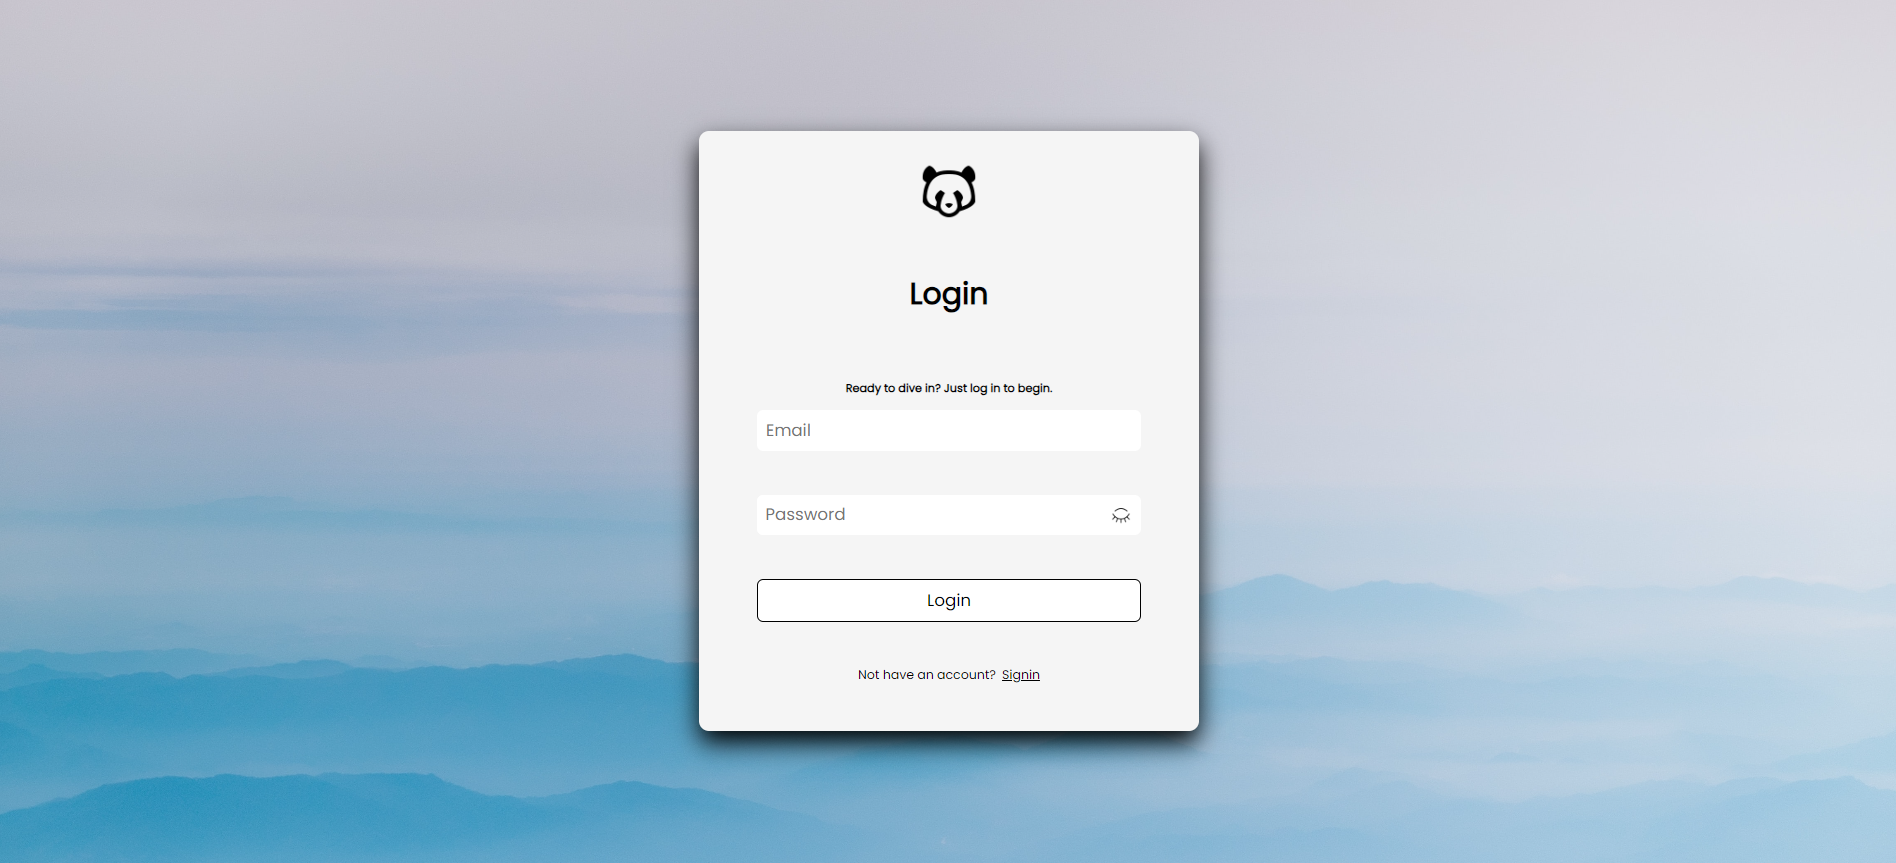 Login
Ready to dive in? Just log in to begin.
Email
Password
Login
Not have an account? Signin